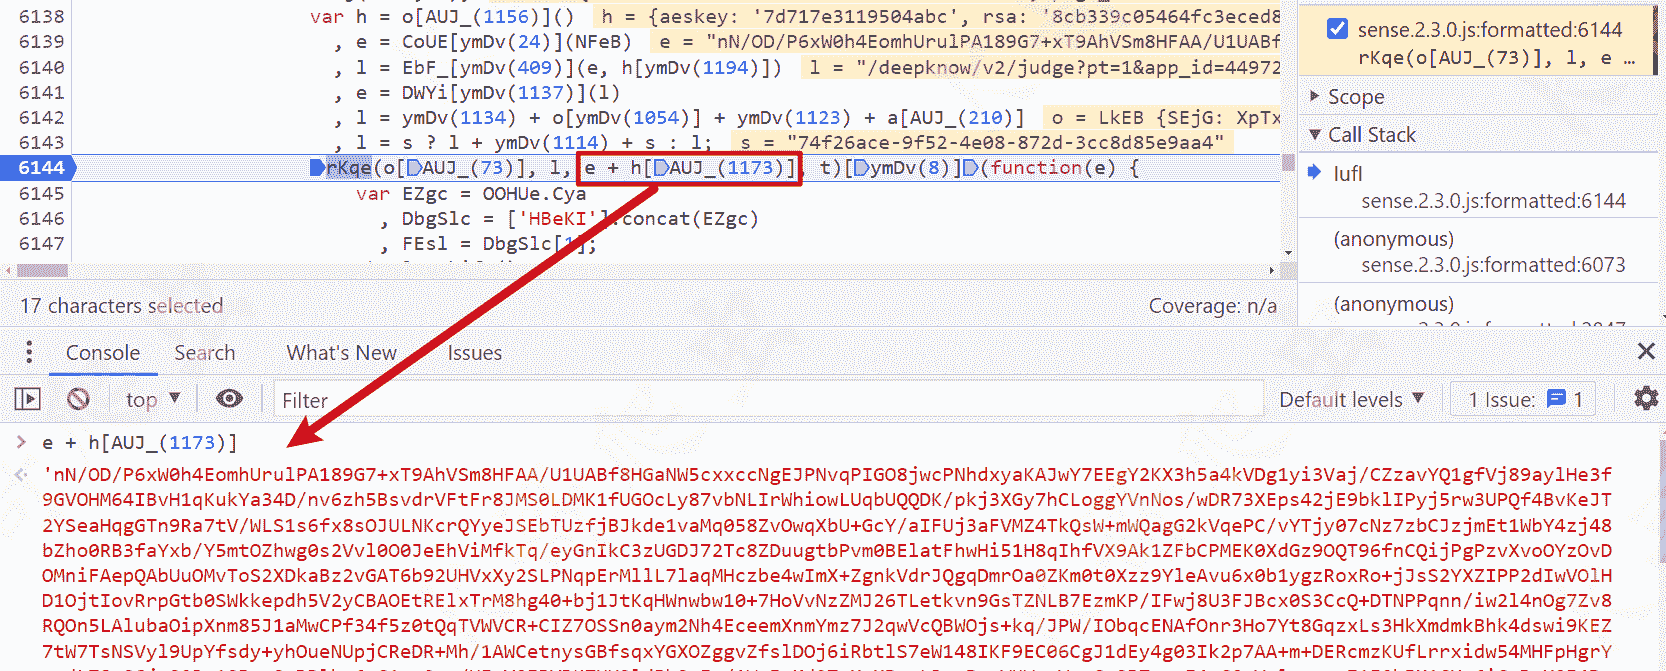 6138 var h = o[AUJ_(1156)]() h = {aeskey: '7d717e3119504abc', rsa: '8cb339c05464fc3eced8
6139 , e = CoUE[ymDv(24)](NFeB) e = "nN/OD/P6xW0h4EomhUrulPA189G7+xT9AhVSm8HFAA/U1UABf
6140 , l = EbF_[ymDv(409)](e, h[ymDv(1194)]) l = "/deepknow/v2/judge?pt=1&app_id=44972
6141 , e = DWYi[ymDv(1137)](l)
6142 , l = ymDv(1134) + o[ymDv(1054)] + ymDv(1123) + a[AUJ_(210)] o = LkEB {SEjG: XpTx
6143 , l = s ? l + ymDv(1114) + s : l; s = "74f26ace-9f52-4e08-872d-3cc8d85e9aa4"
6144 rKqe(o[AUJ_(73)], l, e + h[AUJ_(1173)], t)[ymDv(8)](function(e) {
6145 var EZgc = OOHUe.Cya
6146 , DbgSlc = ['HBeKI'].concat(EZgc)
6147 , FEsl = DbgSlc[1];
17 characters selected Coverage: n/a
sense.2.3.0.js:formatted:6144
rKqe(o[AUJ_(73)], l, e …
Scope
Call Stack
lufl
sense.2.3.0.js:formatted:6144
(anonymous)
sense.2.3.0.js:formatted:6073
(anonymous)
Console Search What's New Issues
top Filter Default levels 1 Issue: 1
> e + h[AUJ_(1173)]
'nN/OD/P6xW0h4EomhUrulPA189G7+xT9AhVSm8HFAA/U1UABf8HGaNW5cxxccNgEJPNvqPIGO8jwcPNhdxyaKAJwY7EEgY2KX3h5a4kVDg1yi3Vaj/CZzavYQ1gfVj89aylHe3f
9GVOHM64IBvH1qKukYa34D/nv6zh5BsvdrVFtFr8JMS0LDMK1fUGOcLy87vbNLIrWhiowLUqbUQQDK/pkj3XGy7hCLoggYVnNos/wDR73XEps42jE9bklIPyj5rw3UPQf4BvKeJT
2YSeaHqgGTn9Ra7tV/WLS1s6fx8sOJULNKcrQYyeJSEbTUzfjBJkde1vaMq058ZvOwqXbU+GcY/aIFUj3aFVMZ4TkQsW+mWQagG2kVqePC/vYTjy07cNz7zbCJzjmEt1WbY4zj48
bZho0RB3faYxb/Y5mtOZhwg0s2Vvl0O0JeEhViMfkTq/eyGnIkC3zUGDJ72Tc8ZDuugtbPvm0BElatFhwHi51H8qIhfVX9Ak1ZFbCPMEK0XdGz9OQT96fnCQijPgPzvXvoOYzOvD
OMniFAepQAbUuOMvToS2XDkaBz2vGAT6b92UHVxXy2SLPNqpErMllL7laqMHczbe4wImX+ZgnkVdrJQgqDmrOa0ZKm0t0Xzz9YleAvu6x0b1ygzRoxRo+jJsS2YXZIPP2dIwVOlH
D1OjtIovRrpGtb0SWkkepdh5V2yCBAOEtRElxTrM8hg40+bj1JtKqHWnwbw10+7HoVvNzZMJ26TLetkvn9GsTZNLB7EzmKP/IFwj8U3FJBcx0S3CcQ+DTNPPqnn/iw2l4nOg7Zv8
RQOn5LAlubaOipXnm85J1aMwCPf34f5z0tQqTVWVCR+CIZ7OSSn0aym2Nh4EceemXnmYmz7J2qwVcQBWOjs+kq/JPW/IObqcENAfOnr3Ho7Yt8GqzxLs3HkXmdmkBhk4dswi9KEZ
7tW7TsNSVyl9UpYfsdy+yhOueNUpjCReDR+Mh/1AWCetnysGBfsqxYGXOZggvZfslDOj6iRbtlS7eW148IKF9EC06CgJ1dEy4g03Ik2p7AA+m+DERcmzKUfLrrxidw54MHFpHgrY